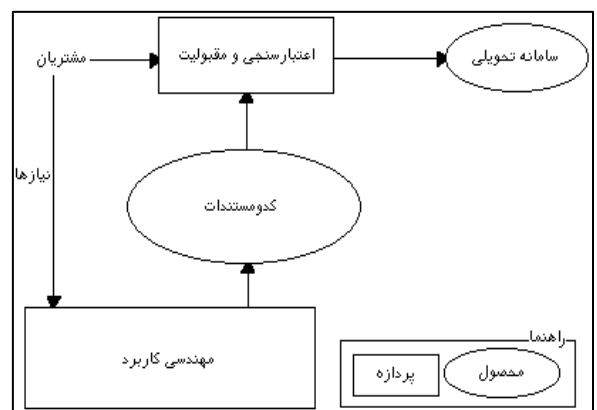 مشتریان
اعتبارسنجی و مقبولیت
سامانه تحویلی
نیازها
کدومستندات
مهندسی کاربرد
راهنما
پردازه
محصول